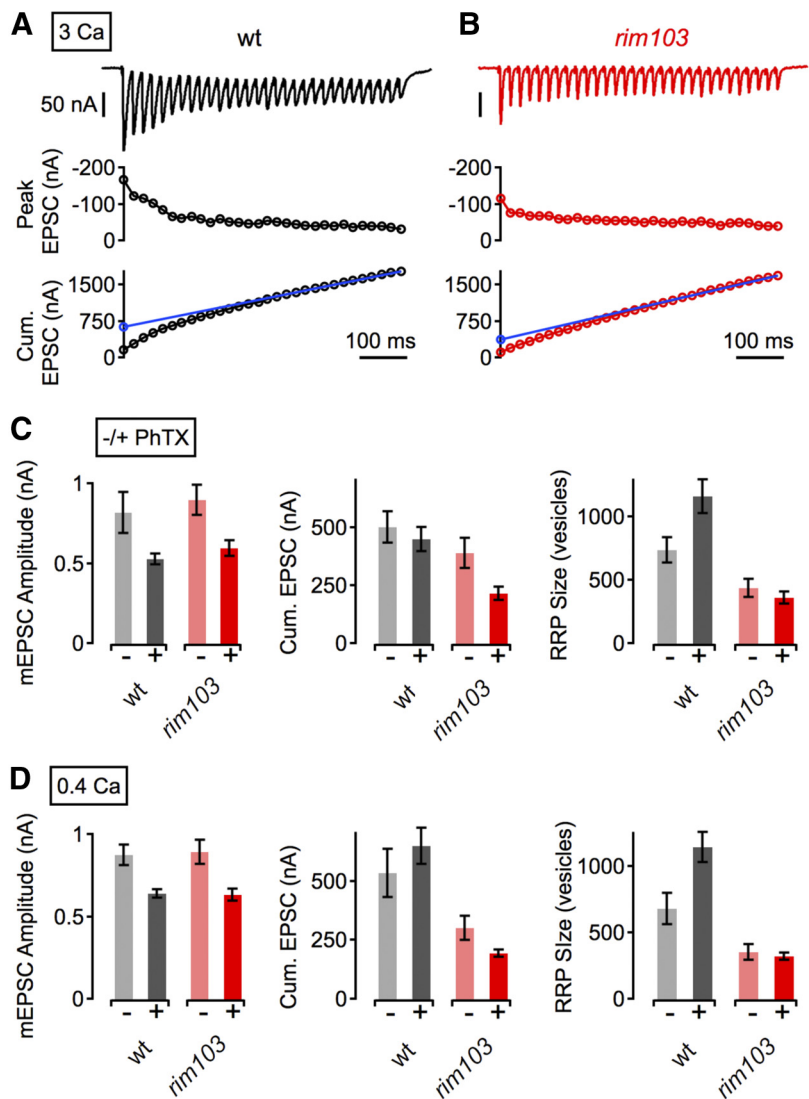 A
3 Ca
wt
B
rim103
50 nA
Peak
EPSC (nA)
-200
-100
0
-200
-100
0
Cum.
EPSC (nA)
1500
750
0
1500
750
0
100 ms
100 ms
C
-/+ PhTX
mEPSC Amplitude (nA)
1
0.5
0
- + - +
wt
rim103
Cum. EPSC (nA)
500
250
0
- + - +
wt
rim103
RRP Size (vesicles)
1000
500
0
- + - +
wt
rim103
D
0.4 Ca
mEPSC Amplitude (nA)
1
0.5
0
- + - +
wt
rim103
Cum. EPSC (nA)
500
250
0
- + - +
wt
rim103
RRP SIze (vesicles)
1000
500
0
- + - +
wt
rim103